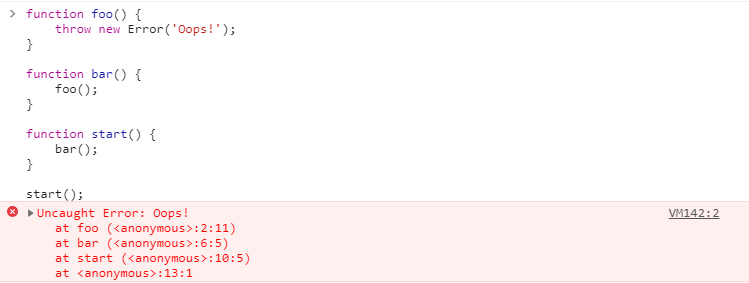 function foo() {
    throw new Error('Oops!');
}
function bar() {
    foo();
}
function start() {
    bar();
}
start();
Uncaught Error: Oops! VM142:2
    at foo (<anonymous>:2:11)
    at bar (<anonymous>:6:5)
    at start (<anonymous>:10:5)
    at <anonymous>:13:1